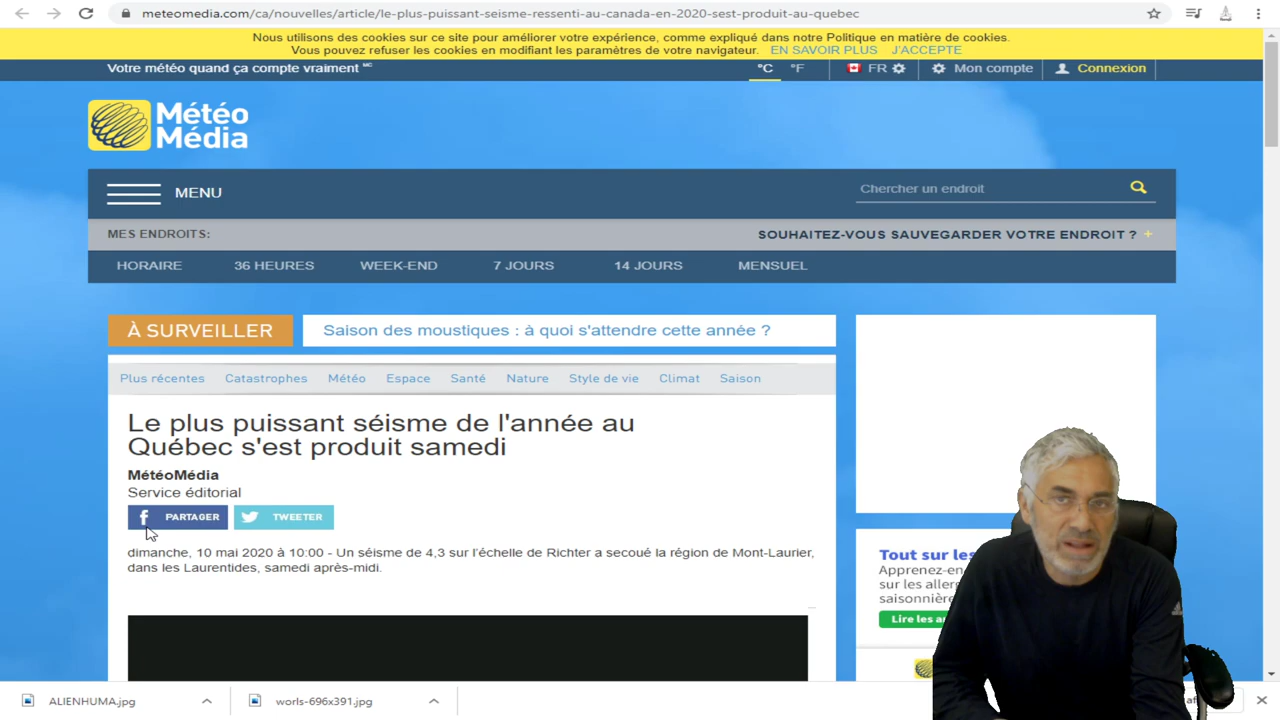 meteomedia.com/ca/nouvelles/article/le-plus-puissant-seisme-ressenti-au-canada-en-2020-sest-produit-au-quebec
Nous utilisons des cookies sur ce site pour améliorer votre expérience, comme expliqué dans notre Politique en matière de cookies.
Vous pouvez refuser les cookies en modifiant les paramètres de votre navigateur. EN SAVOIR PLUS J'ACCEPTE
Votre météo quand ça compte vraiment MC
°C °F FR Mon compte Connexion
Météo
Média
MENU
Chercher un endroit
MES ENDROITS:
SOUHAITEZ-VOUS SAUVEGARDER VOTRE ENDROIT ? +
HORAIRE 36 HEURES WEEK-END 7 JOURS 14 JOURS MENSUEL
À SURVEILLER
Saison des moustiques : à quoi s'attendre cette année ?
Plus récentes Catastrophes Météo Espace Santé Nature Style de vie Climat Saison
Le plus puissant séisme de l'année au
Québec s'est produit samedi
MétéoMédia
Service éditorial
f PARTAGER TWEETER
dimanche, 10 mai 2020 à 10:00 - Un séisme de 4,3 sur l'échelle de Richter a secoué la région de Mont-Laurier,
dans les Laurentides, samedi après-midi.
Tout sur les
Apprenez-en
sur les
Lire les
ALIENHUMA.jpg
worls-696x391.jpg